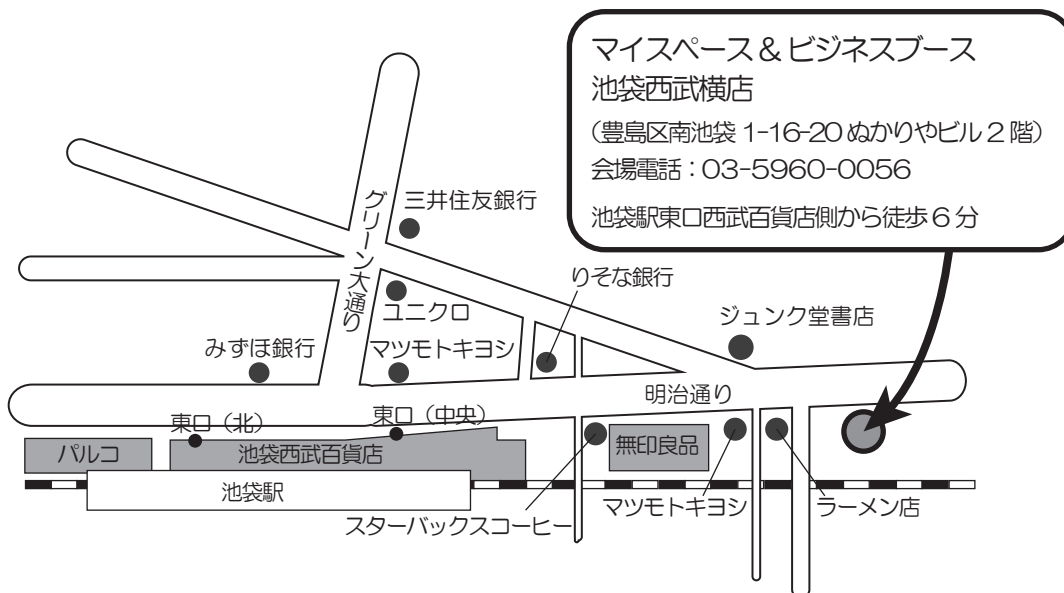 マイスペース & ビジネスブース
池袋西武横店
（豊島区南池袋 1-16-20 ぬかりやビル 2 階）
会場電話：03-5960-0056
池袋駅東口西武百貨店側から徒歩 6 分
三井住友銀行
グリーン大通り
りそな銀行
ユニクロ
ジュンク堂書店
みずほ銀行
マツモトキヨシ
明治通り
東口（北）
東口（中央）
パルコ
池袋西武百貨店
無印良品
池袋駅
スターバックスコーヒー
マツモトキヨシ
ラーメン店